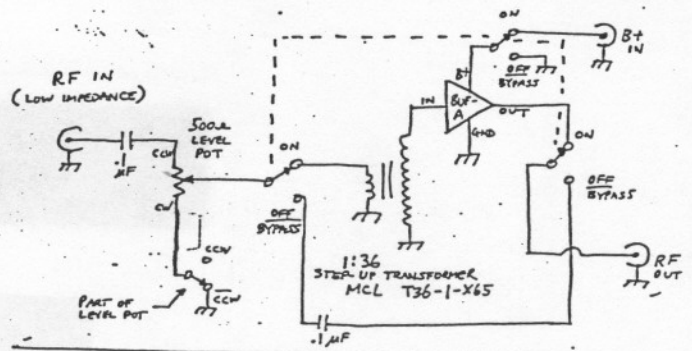 RF IN
(LOW IMPEDANCE)
.1
µF
500Ω
LEVEL
POT
CCW
CW
CCW
CCW
PART OF
LEVEL POT
ON
OFF
BYPASS
1:36
STEP UP TRANSFORMER
MCL T36-1-X65
.1µF
IN
B+
BUF-
A
OUT
GND
ON
OFF
BYPASS
B+
IN
ON
OFF
BYPASS
RF
OUT